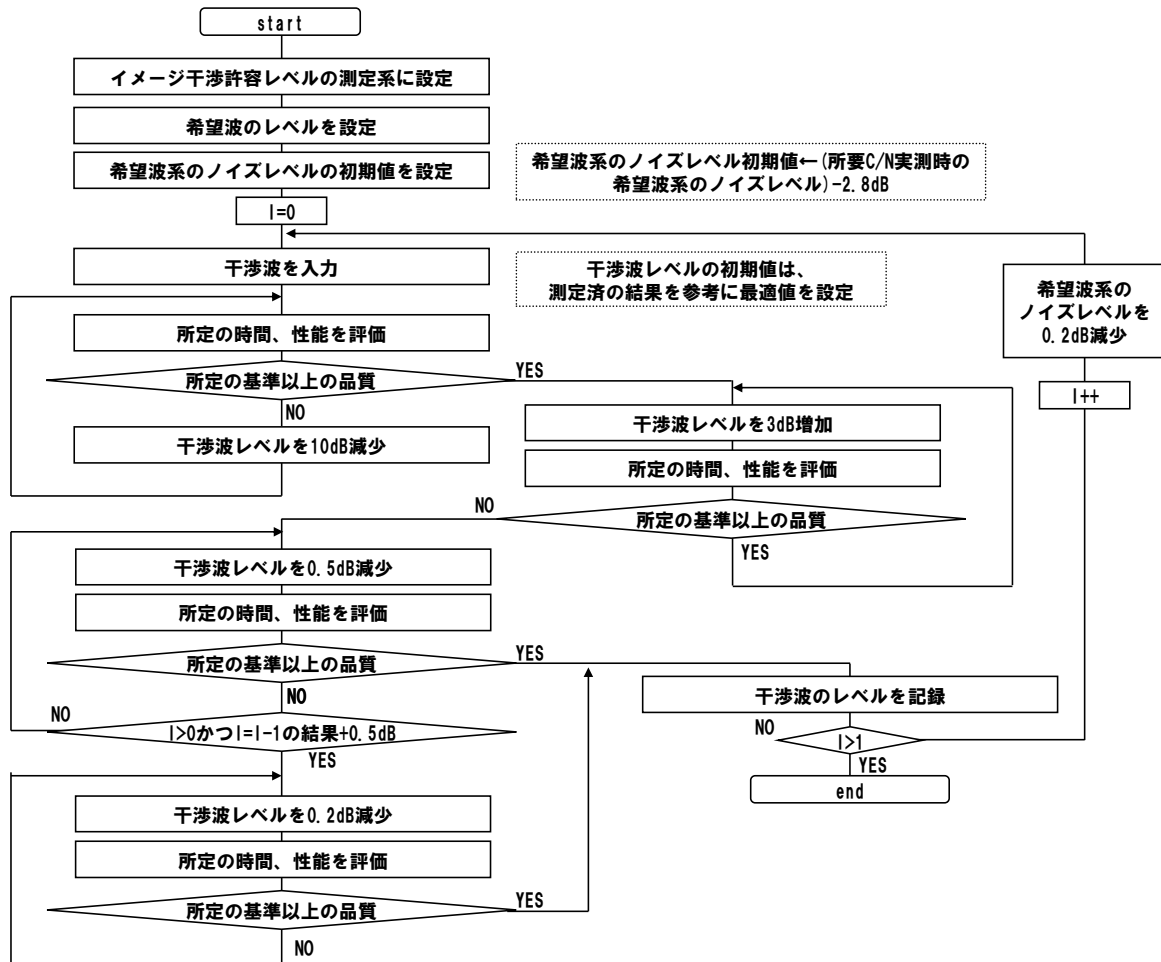 start
イメージ干渉許容レベルの測定系に設定
希望波のレベルを設定
希望波系のノイズレベルの初期値を設定
希望波系のノイズレベル初期値←(所要C/N実測時の
希望波系のノイズレベル)-2.8dB
I=0
干渉波を入力
干渉波レベルの初期値は、
測定済の結果を参考に最適値を設定
希望波系の
ノイズレベルを
0.2dB減少
I++
所定の時間、性能を評価
所定の基準以上の品質
YES
NO
干渉波レベルを10dB減少
干渉波レベルを3dB増加
所定の時間、性能を評価
所定の基準以上の品質
NO
YES
干渉波レベルを0.5dB減少
所定の時間、性能を評価
所定の基準以上の品質
YES
NO
干渉波のレベルを記録
NO
I>0かつI=I-1の結果+0.5dB
YES
NO
I>1
YES
end
干渉波レベルを0.2dB減少
所定の時間、性能を評価
所定の基準以上の品質
YES
NO